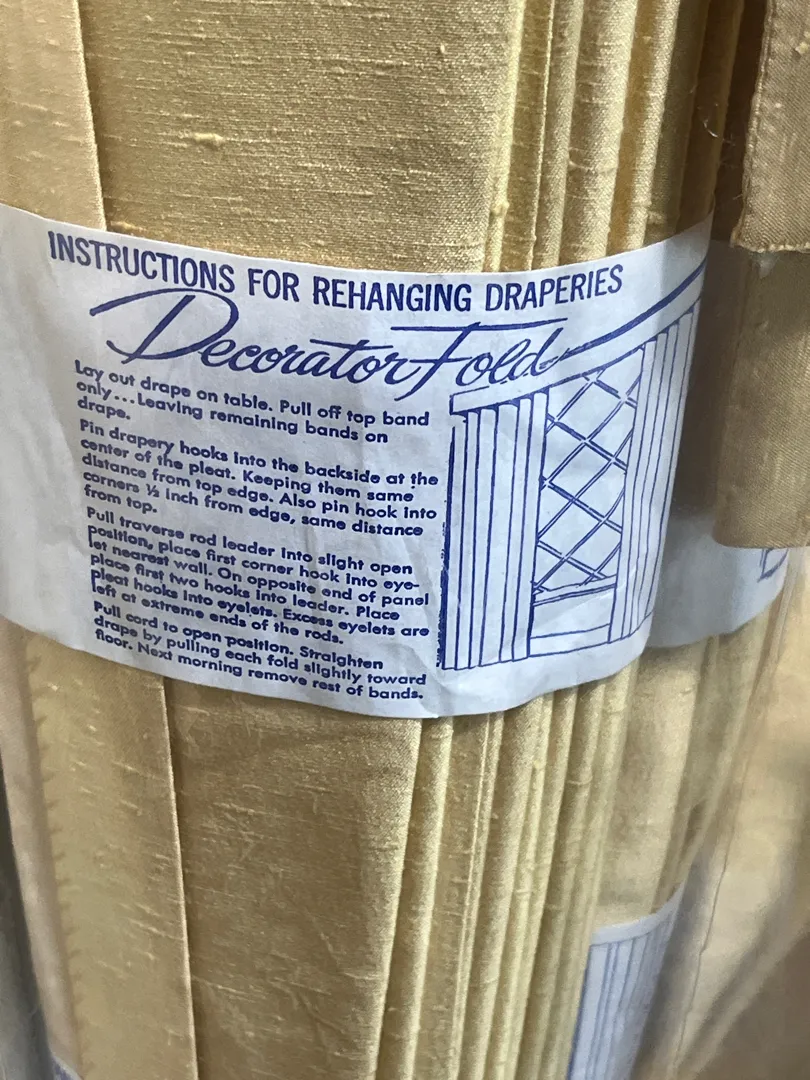 INSTRUCTIONS FOR REHANGING DRAPERIES
Decorator Fold
Lay out drape on table. Pull off top band
only...Leaving remaining bands on
drape.
Pin drapery hooks into the backside at the
center of the pleat. Keeping them same
distance from top edge. Also pin hook into
corners ½ inch from edge, same distance
from top.
Pull traverse rod leader into slight open
position, place first corner hook into eye-
let nearest wall. On opposite end of panel
place first two hooks into leader. Place
pleat hooks into eyelets. Excess eyelets are
left at extreme ends of the rods.
Pull cord to open position. Straighten
drape by pulling each fold slightly toward
floor. Next morning remove rest of bands.